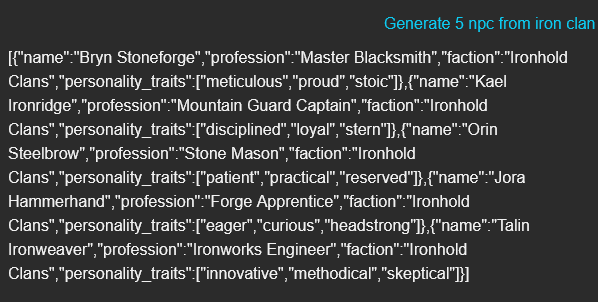 Generate 5 npc from iron clan
[{"name":"Bryn Stoneforge","profession":"Master Blacksmith","faction":"Ironhold
Clans","personality_traits":["meticulous","proud","stoic"]},{"name":"Kael
Ironridge","profession":"Mountain Guard Captain","faction":"Ironhold
Clans","personality_traits":["disciplined","loyal","stern"]},{"name":"Orin
Steelbrow","profession":"Stone Mason","faction":"Ironhold
Clans","personality_traits":["patient","practical","reserved"]},{"name":"Jora
Hammerhand","profession":"Forge Apprentice","faction":"Ironhold
Clans","personality_traits":["eager","curious","headstrong"]},{"name":"Talin
Ironweaver","profession":"Ironworks Engineer","faction":"Ironhold
Clans","personality_traits":["innovative","methodical","skeptical"]}]